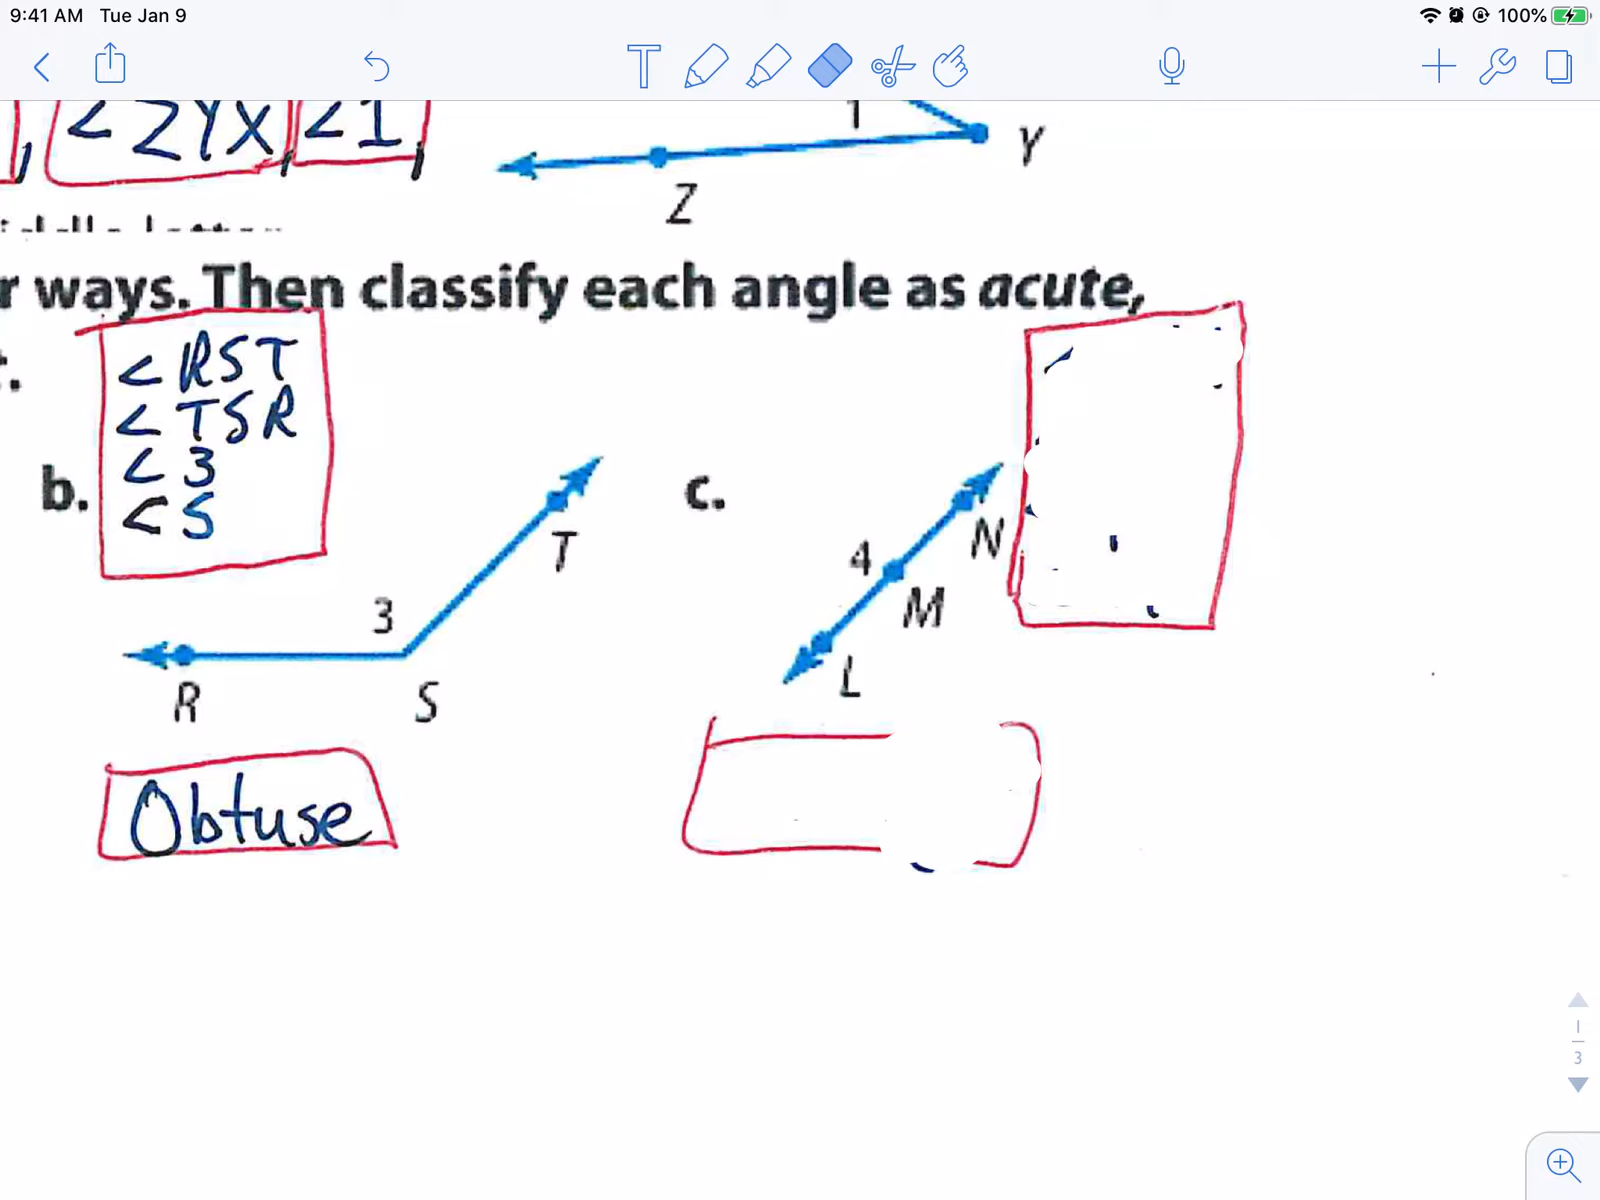 9:41 AM Tue Jan 9
100%
T
, < ZYX, <1,
1
Y
Z
r ways. Then classify each angle as acute,
< RST
< TSR
< 3
< S
b.
T
3
R
S
c.
N
4
M
L
Obtuse
1
3